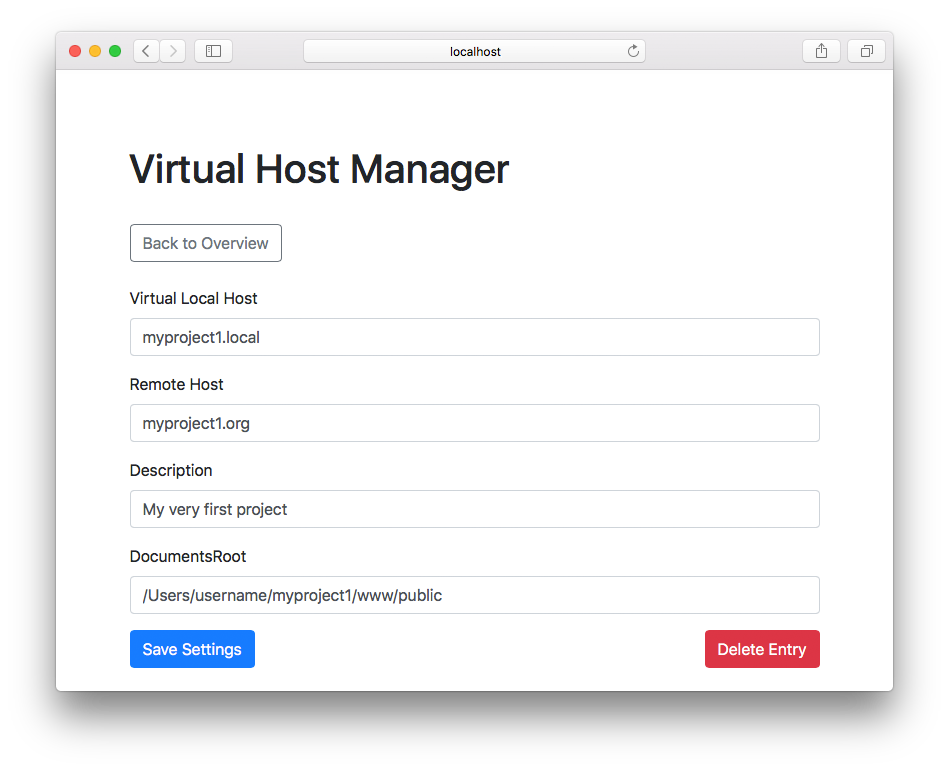 localhost
Virtual Host Manager
Back to Overview
Virtual Local Host
myproject1.local
Remote Host
myproject1.org
Description
My very first project
DocumentsRoot
/Users/username/myproject1/www/public
Save Settings
Delete Entry